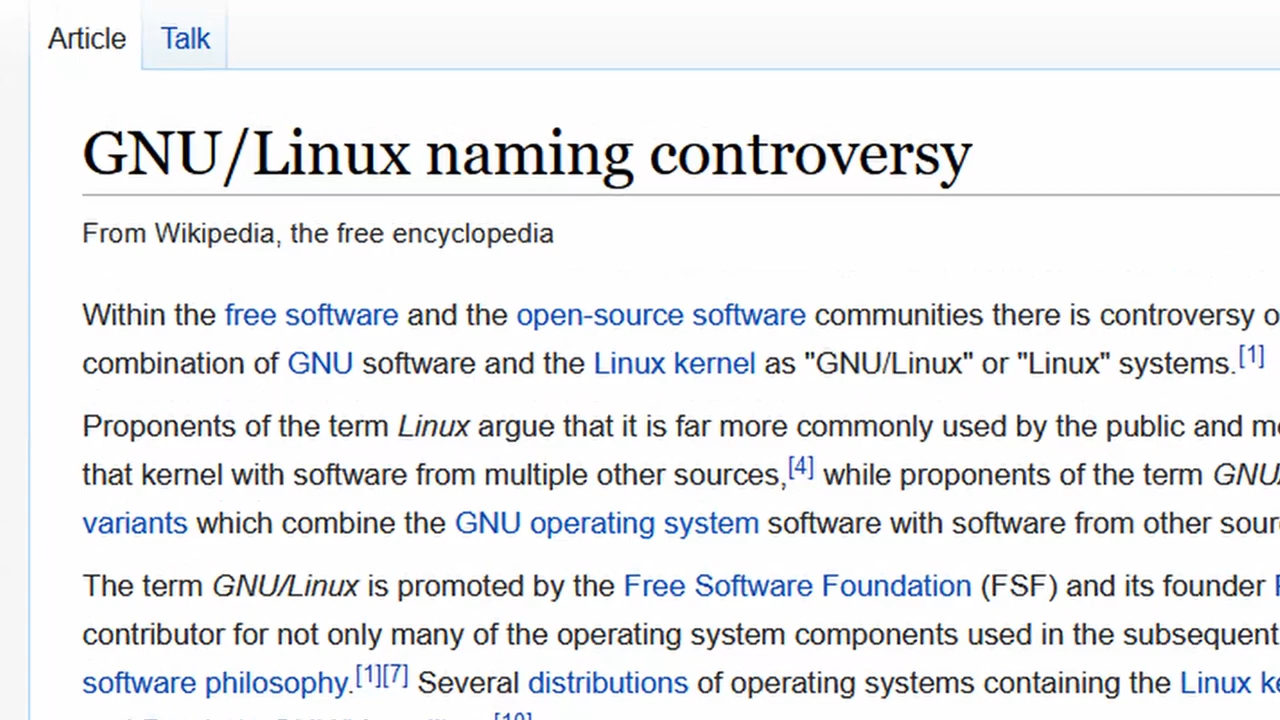 Article Talk
GNU/Linux naming controversy
From Wikipedia, the free encyclopedia
Within the free software and the open-source software communities there is controversy
combination of GNU software and the Linux kernel as "GNU/Linux" or "Linux" systems.[1]
Proponents of the term Linux argue that it is far more commonly used by the public and
that kernel with software from multiple other sources,[4] while proponents of the term GNU/
variants which combine the GNU operating system software with software from other
The term GNU/Linux is promoted by the Free Software Foundation (FSF) and its founder
contributor for not only many of the operating system components used in the subsequent
software philosophy.[1][7] Several distributions of operating systems containing the Linux
[10]